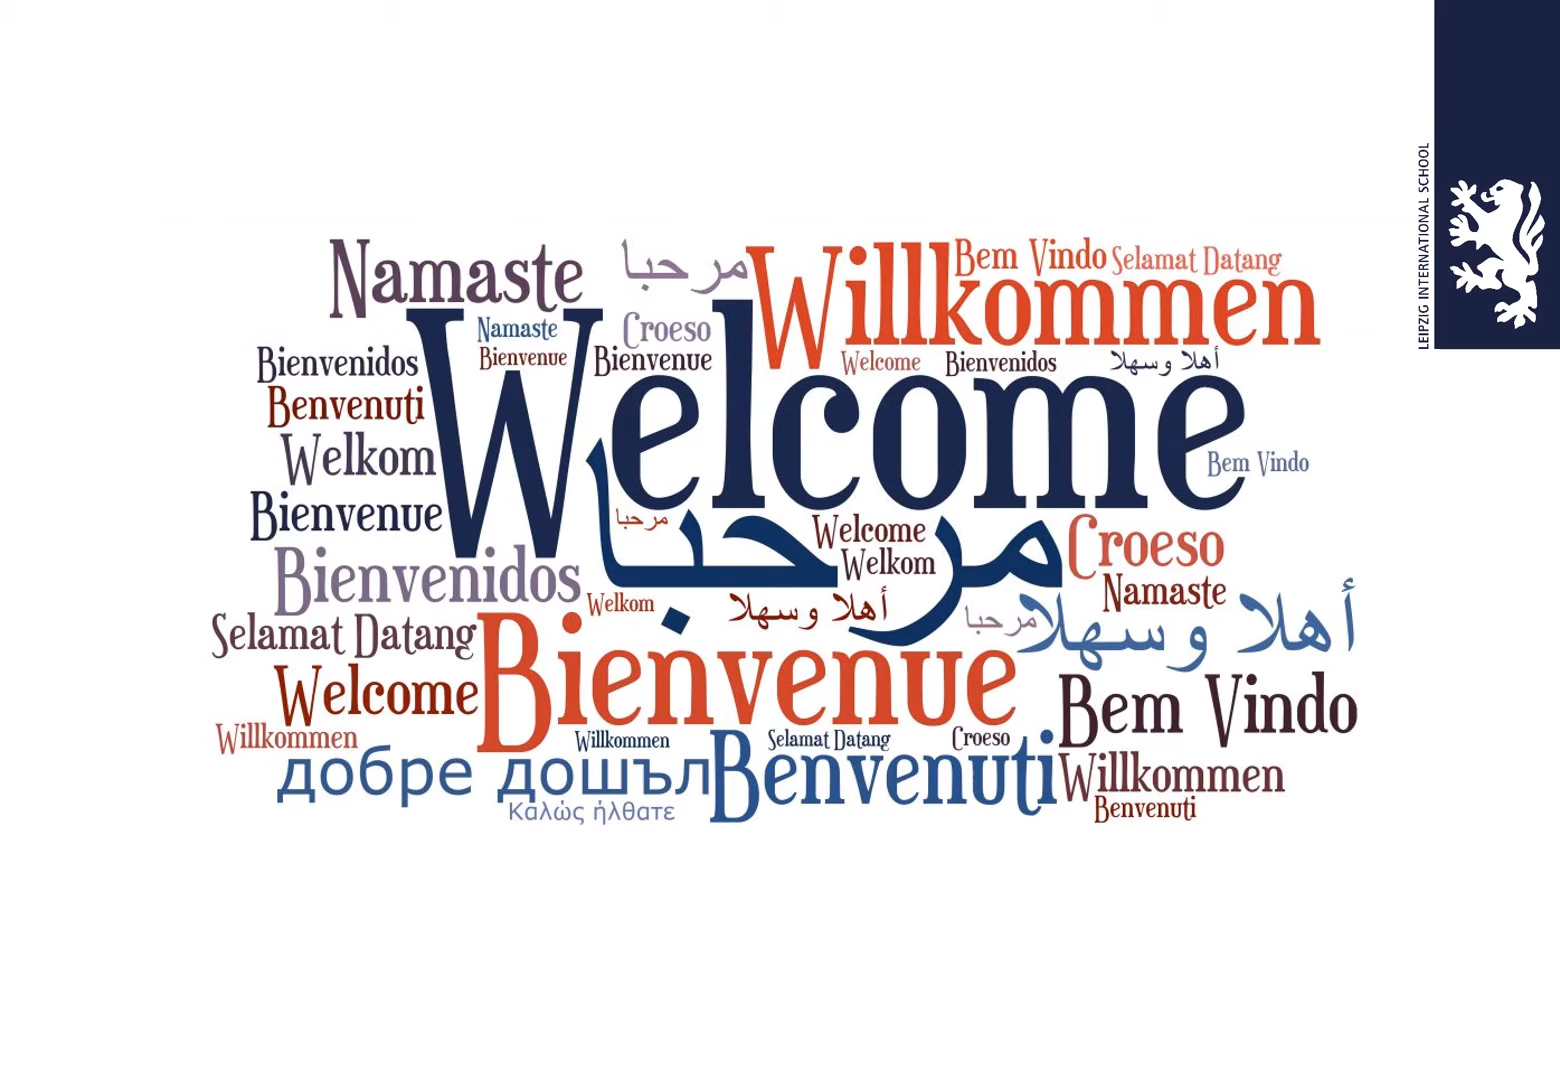 LEIPZIG INTERNATIONAL SCHOOL
Namaste
مرحبا
Willkommen
Bem Vindo
Selamat Datang
Namaste
Croeso
Bienvenidos
Bienvenue
Bienvenue
Welcome
Bienvenidos
أهلا وسهلا
Welcome
Benvenuti
Welkom
Bem Vindo
Bienvenue
مرحبا
مرحبا
Welcome
Croeso
Welkom
Bienvenidos
Namaste
Welkom
أهلا وسهلا
مرحبا
أهلا وسهلا
Selamat Datang
Bienvenue
Welcome
Bem Vindo
Willkommen
Willkommen
Selamat Datang
Croeso
добре дошъл
Benvenuti
Willkommen
Καλώς ήλθατε
Benvenuti